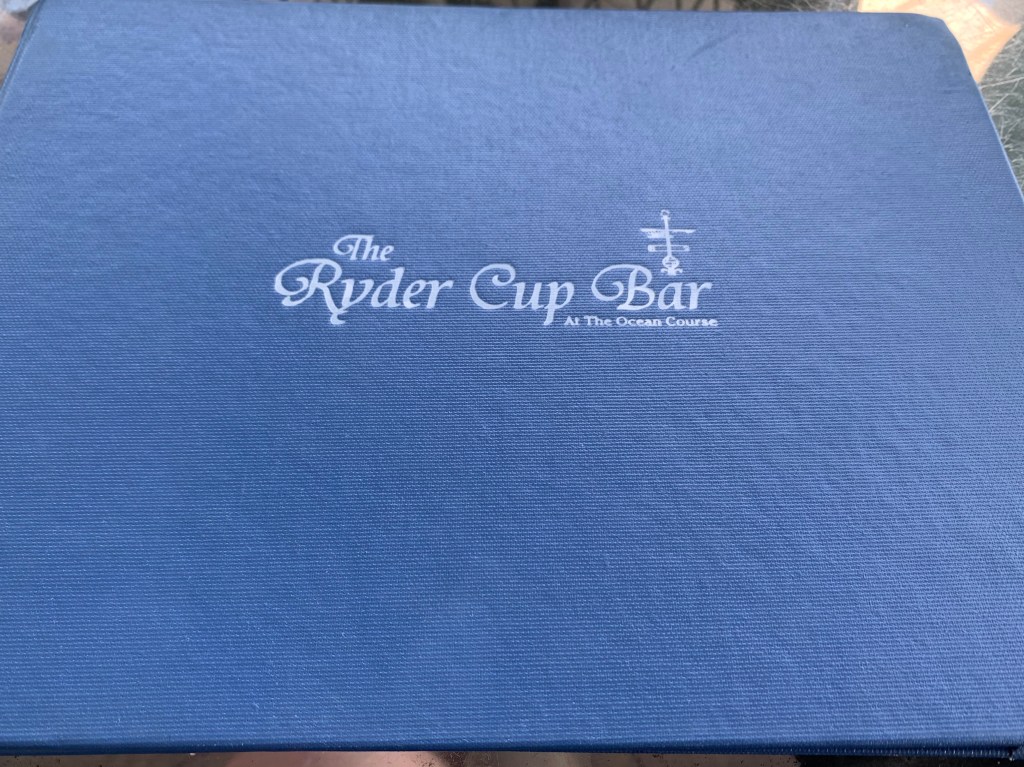 The
Ryder Cup Bar
At The Ocean Course